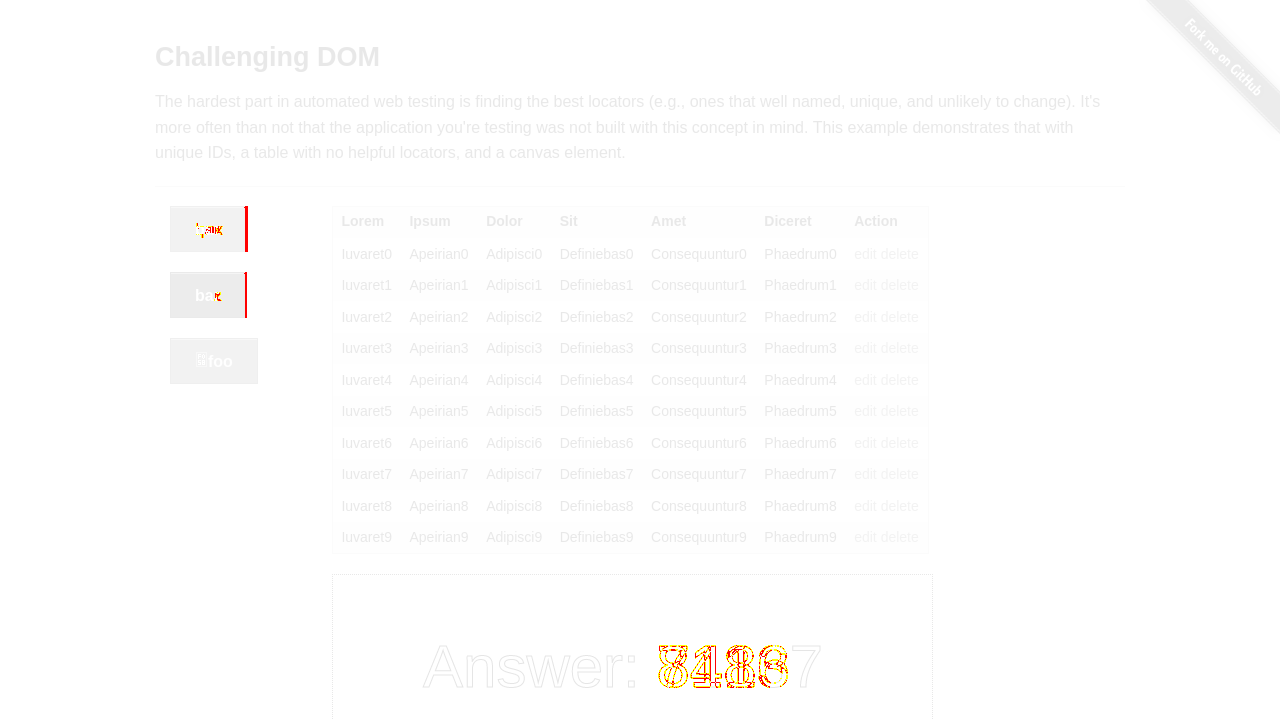 Fork me on GitHub
Challenging DOM
The hardest part in automated web testing is finding the best locators (e.g., ones that well named, unique, and unlikely to change). It's
more often than not that the application you're testing was not built with this concept in mind. This example demonstrates that with
unique IDs, a table with no helpful locators, and a canvas element.
Lorem Ipsum Dolor Sit Amet Diceret Action
Iuvaret0 Apeirian0 Adipisci0 Definiebas0 Consequuntur0 Phaedrum0 edit delete
Iuvaret1 Apeirian1 Adipisci1 Definiebas1 Consequuntur1 Phaedrum1 edit delete
Iuvaret2 Apeirian2 Adipisci2 Definiebas2 Consequuntur2 Phaedrum2 edit delete
Iuvaret3 Apeirian3 Adipisci3 Definiebas3 Consequuntur3 Phaedrum3 edit delete
foo
Iuvaret4 Apeirian4 Adipisci4 Definiebas4 Consequuntur4 Phaedrum4 edit delete
Iuvaret5 Apeirian5 Adipisci5 Definiebas5 Consequuntur5 Phaedrum5 edit delete
Iuvaret6 Apeirian6 Adipisci6 Definiebas6 Consequuntur6 Phaedrum6 edit delete
Iuvaret7 Apeirian7 Adipisci7 Definiebas7 Consequuntur7 Phaedrum7 edit delete
Iuvaret8 Apeirian8 Adipisci8 Definiebas8 Consequuntur8 Phaedrum8 edit delete
Iuvaret9 Apeirian9 Adipisci9 Definiebas9 Consequuntur9 Phaedrum9 edit delete
Answer: